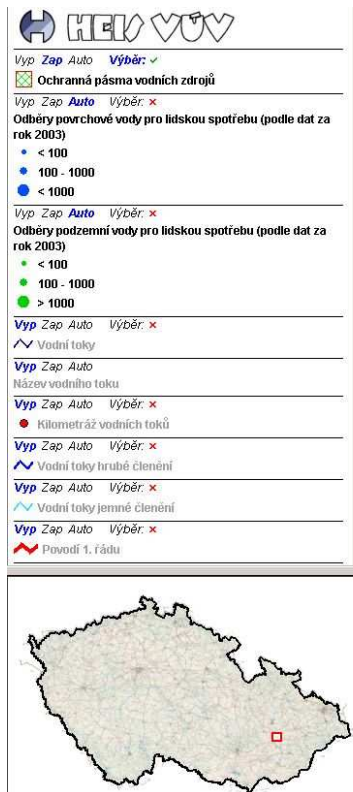 HEIS VÚV
Vyp Zap Auto Výběr: ✓
Ochranná pásma vodních zdrojů
Vyp Zap Auto Výběr: ×
Odběry povrchové vody pro lidskou spotřebu (podle dat za
rok 2003)
< 100
100 - 1000
< 1000
Vyp Zap Auto Výběr: ×
Odběry podzemní vody pro lidskou spotřebu (podle dat za
rok 2003)
< 100
100 - 1000
> 1000
Vyp Zap Auto Výběr: ×
Vodní toky
Vyp Zap Auto
Název vodního toku
Vyp Zap Auto Výběr: ×
Kilometráž vodních toků
Vyp Zap Auto Výběr: ×
Vodní toky hrubé členění
Vyp Zap Auto Výběr: ×
Vodní toky jemné členění
Vyp Zap Auto Výběr: ×
Povodí 1. řádu